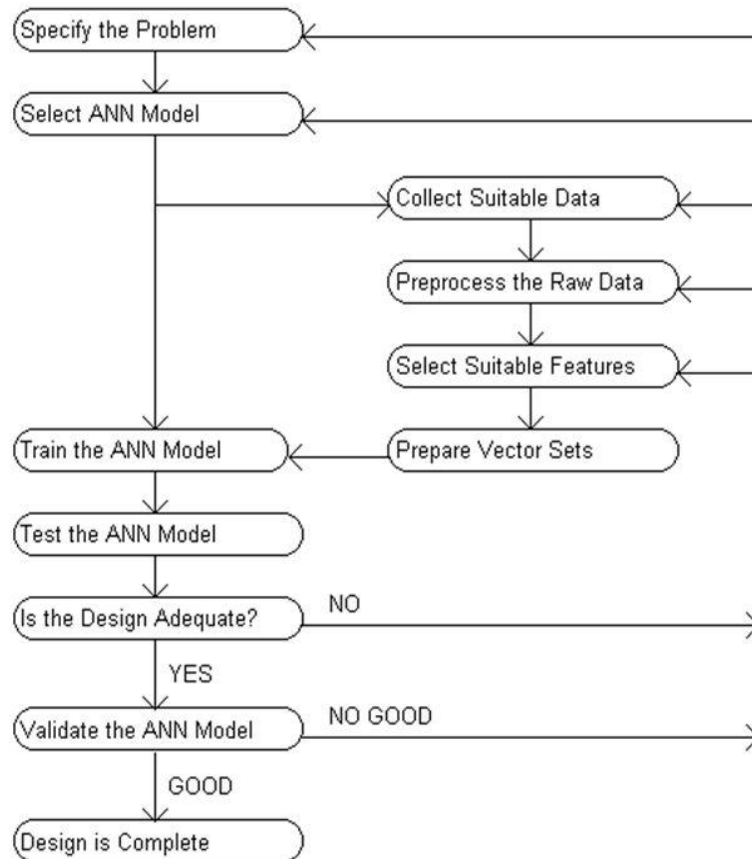 Specify the Problem
Select ANN Model
Collect Suitable Data
Preprocess the Raw Data
Select Suitable Features
Train the ANN Model
Prepare Vector Sets
Test the ANN Model
Is the Design Adequate?
NO
YES
Validate the ANN Model
NO GOOD
GOOD
Design is Complete